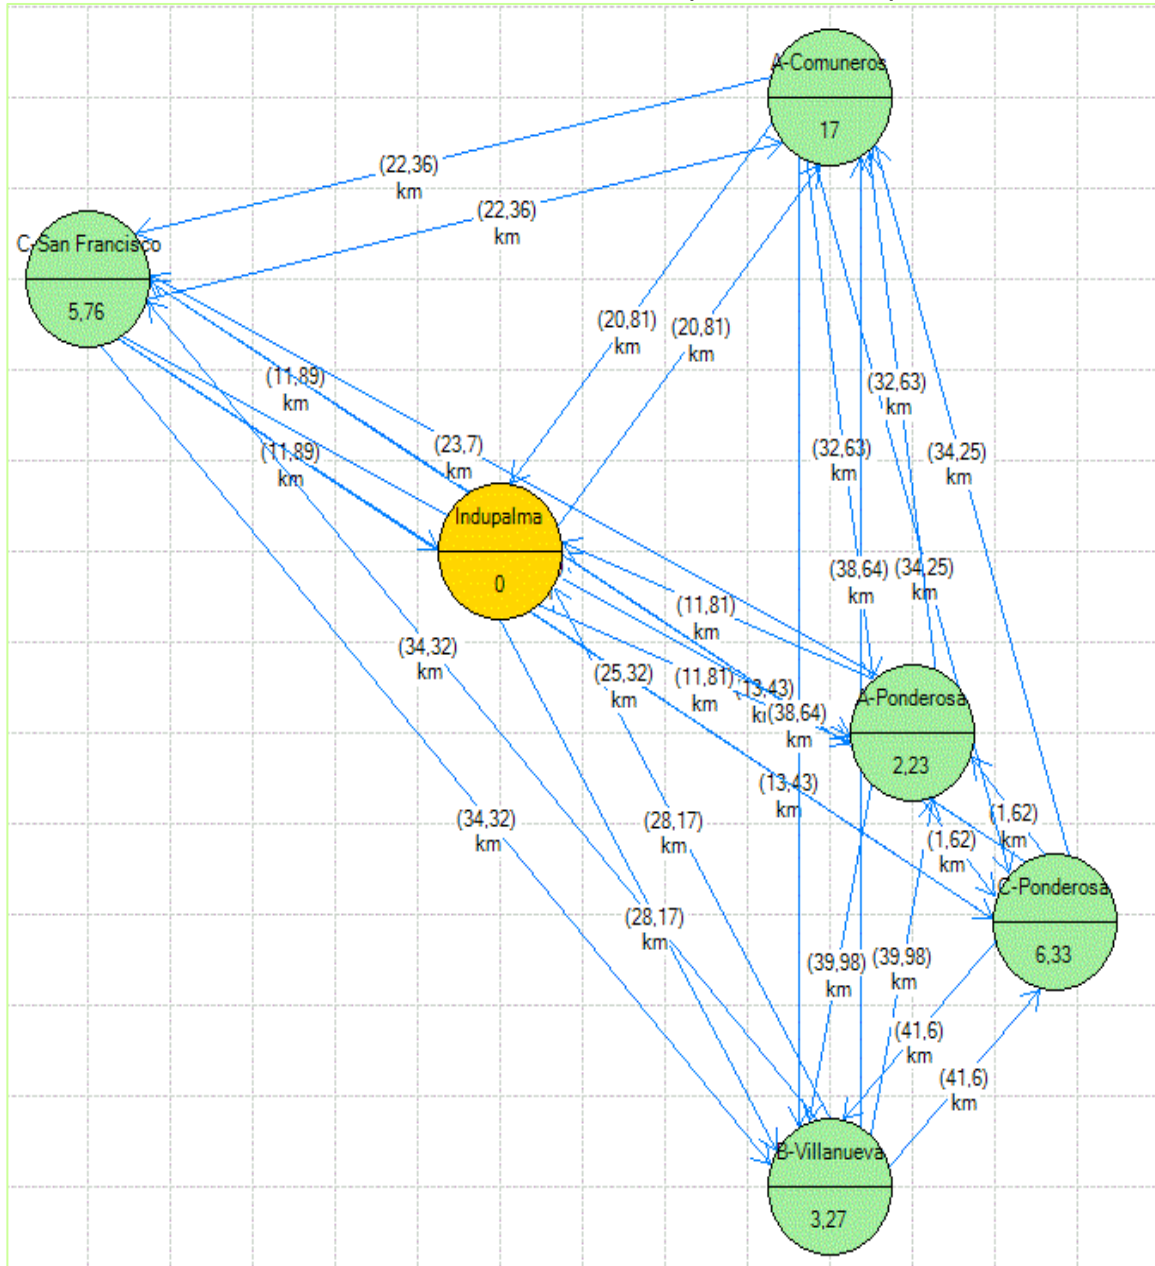 A-Comuneros
17
(22,36)
km
(22,36)
km
C-San Francisco
5,76
(20,81)
km
(20,81)
km
(11,89)
km
(32,63)
km
(11,89)
km
(23,7)
km
(32,63)
km
(34,25)
km
Indupalma
0
(38,64)
km
(34,25)
km
(11,81)
km
(34,32)
km
(25,32)
km
(11,81)
km
(13,43)
(38,64)
km
A-Ponderosa
2,23
(13,43)
km
(34,32)
km
(28,17)
km
(1,62)
km
(1,62)
km
C-Ponderosa
6,33
(28,17)
km
(39,98)
km
(39,98)
km
(41,6)
km
(41,6)
km
B-Villanueva
3,27